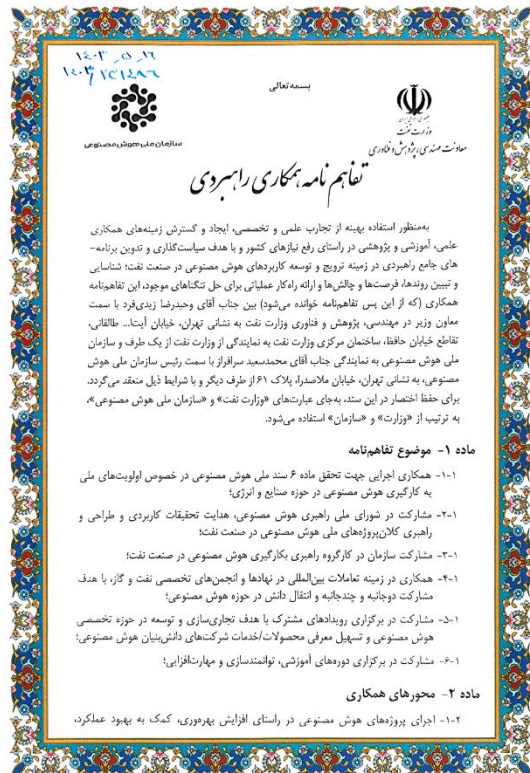 ۱۴۰۳-۵-۱۶
بسمه‌تعالی
وزارت نفت
معاونت مهندسی، پژوهش و فناوری
سازمان ملی هوش مصنوعی
تفاهم نامه همکاری راهبردی
به‌منظور استفاده بهینه از تجارب علمی و تخصصی، ایجاد و گسترش زمینه‌های همکاری
علمی، آموزشی و پژوهشی در راستای رفع نیازهای کشور و با هدف سیاست‌گذاری و تدوین برنامه-
های جامع راهبردی در زمینه ترویج و توسعه کاربردهای هوش مصنوعی در صنعت نفت؛ شناسایی
و تبیین روندها، فرصت‌ها و چالش‌ها و ارائه راه‌کار عملیاتی برای حل تنگناهای موجود، این تفاهم‌نامه
همکاری (که از این پس تفاهم‌نامه خوانده می‌شود) بین جناب آقای وحیدرضا زیدی‌فرد با سمت
معاون وزیر در مهندسی، پژوهش و فناوری وزارت نفت به نشانی تهران، خیابان آیت‌ا... طالقانی،
تقاطع خیابان حافظ، ساختمان مرکزی وزارت نفت به نمایندگی از وزارت نفت از یک طرف و سازمان
ملی هوش مصنوعی به نمایندگی جناب آقای محمدسعید سرافراز با سمت رئیس سازمان ملی هوش
مصنوعی، به نشانی تهران، خیابان ملاصدرا، پلاک ۶۱ از طرف دیگر و با شرایط ذیل منعقد می‌گردد.
برای حفظ اختصار در این سند، به‌جای عبارت‌های «وزارت نفت» و «سازمان ملی هوش مصنوعی»،
به ترتیب از «وزارت» و «سازمان» استفاده می‌شود.
ماده ۱- موضوع تفاهم‌نامه
۱-۱- همکاری اجرایی جهت تحقق ماده ۶ سند ملی هوش مصنوعی در خصوص اولویت‌های ملی
به کارگیری هوش مصنوعی در حوزه صنایع و انرژی؛
۱-۲- مشارکت در شورای ملی راهبری هوش مصنوعی، هدایت تحقیقات کاربردی و طراحی و
راهبری کلان‌پروژه‌های ملی هوش مصنوعی در صنعت نفت؛
۱-۳- مشارکت سازمان در کارگروه راهبری بکارگیری هوش مصنوعی در صنعت نفت؛
۱-۴- همکاری در زمینه تعاملات بین‌المللی در نهادها و انجمن‌های تخصصی نفت و گاز، با هدف
مشارکت دوجانبه و چندجانبه و انتقال دانش در حوزه هوش مصنوعی؛
۱-۵- مشارکت در برگزاری رویدادهای مشترک با هدف تجاری‌سازی و توسعه در حوزه تخصصی
هوش مصنوعی و تسهیل معرفی محصولات/خدمات شرکت‌های دانش‌بنیان هوش مصنوعی؛
۱-۶- مشارکت در برگزاری دوره‌های آموزشی، توانمندسازی و مهارت‌افزایی؛
ماده ۲- محورهای همکاری
۲-۱- اجرای پروژه‌های هوش مصنوعی در راستای افزایش بهره‌وری، کمک به بهبود عملکرد،